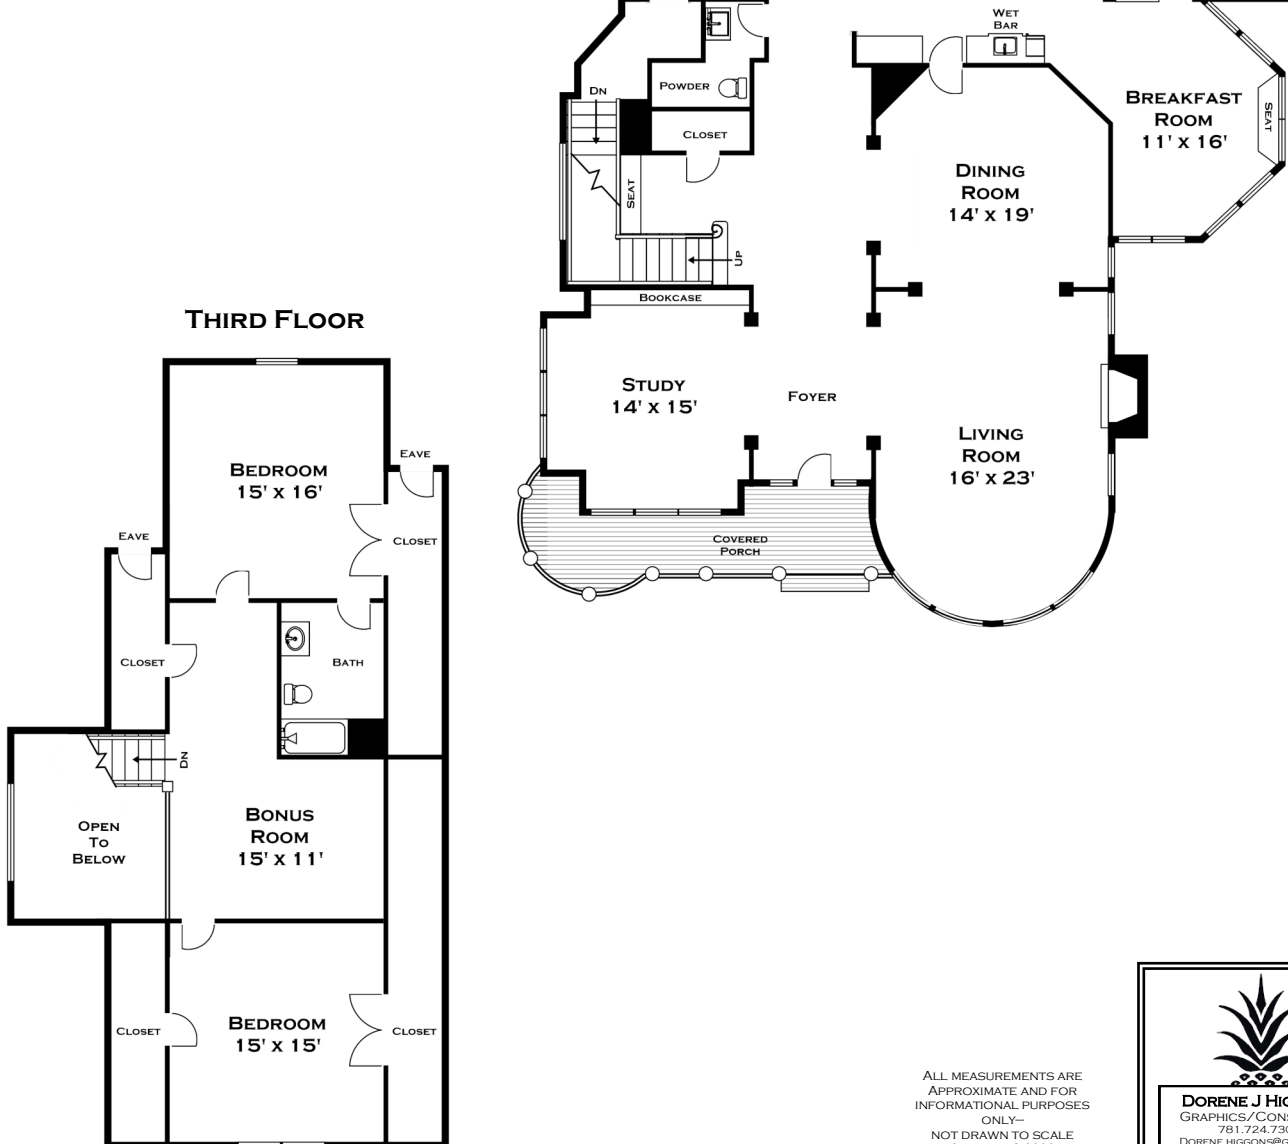 WET
BAR
DN
POWDER
BREAKFAST
ROOM
11' X 16'
SEAT
CLOSET
DINING
ROOM
14' X 19'
SEAT
UP
BOOKCASE
STUDY
14' X 15'
FOYER
LIVING
ROOM
16' X 23'
COVERED
PORCH
THIRD FLOOR
EAVE
BEDROOM
15' X 16'
EAVE
CLOSET
CLOSET
BATH
DN
OPEN
TO
BELOW
BONUS
ROOM
15' X 11'
CLOSET
BEDROOM
15' X 15'
CLOSET
ALL MEASUREMENTS ARE
APPROXIMATE AND FOR
INFORMATIONAL PURPOSES
ONLY–
NOT DRAWN TO SCALE
DORENE J
781.724.